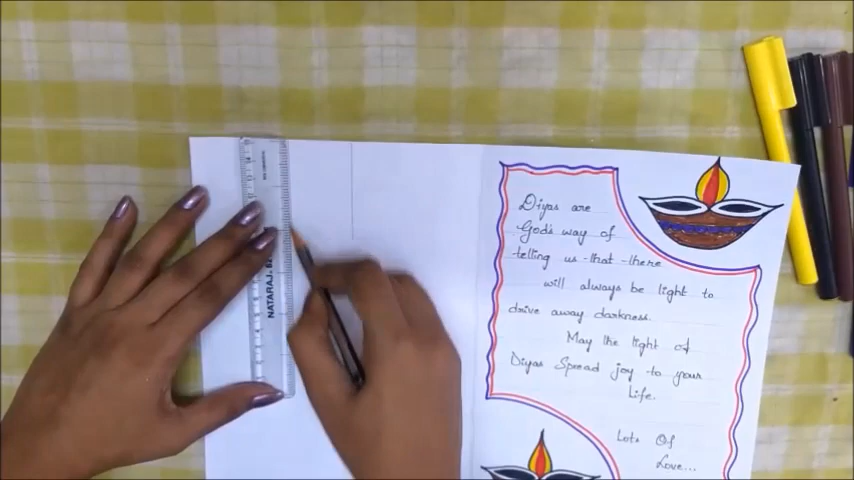 NATARAJ - 62
Diyas are
God's way of
telling us that there
will always be light to
drive away darkness.
May the light of
Diyas Spread joy to your
Life.
Lots Of
Love...